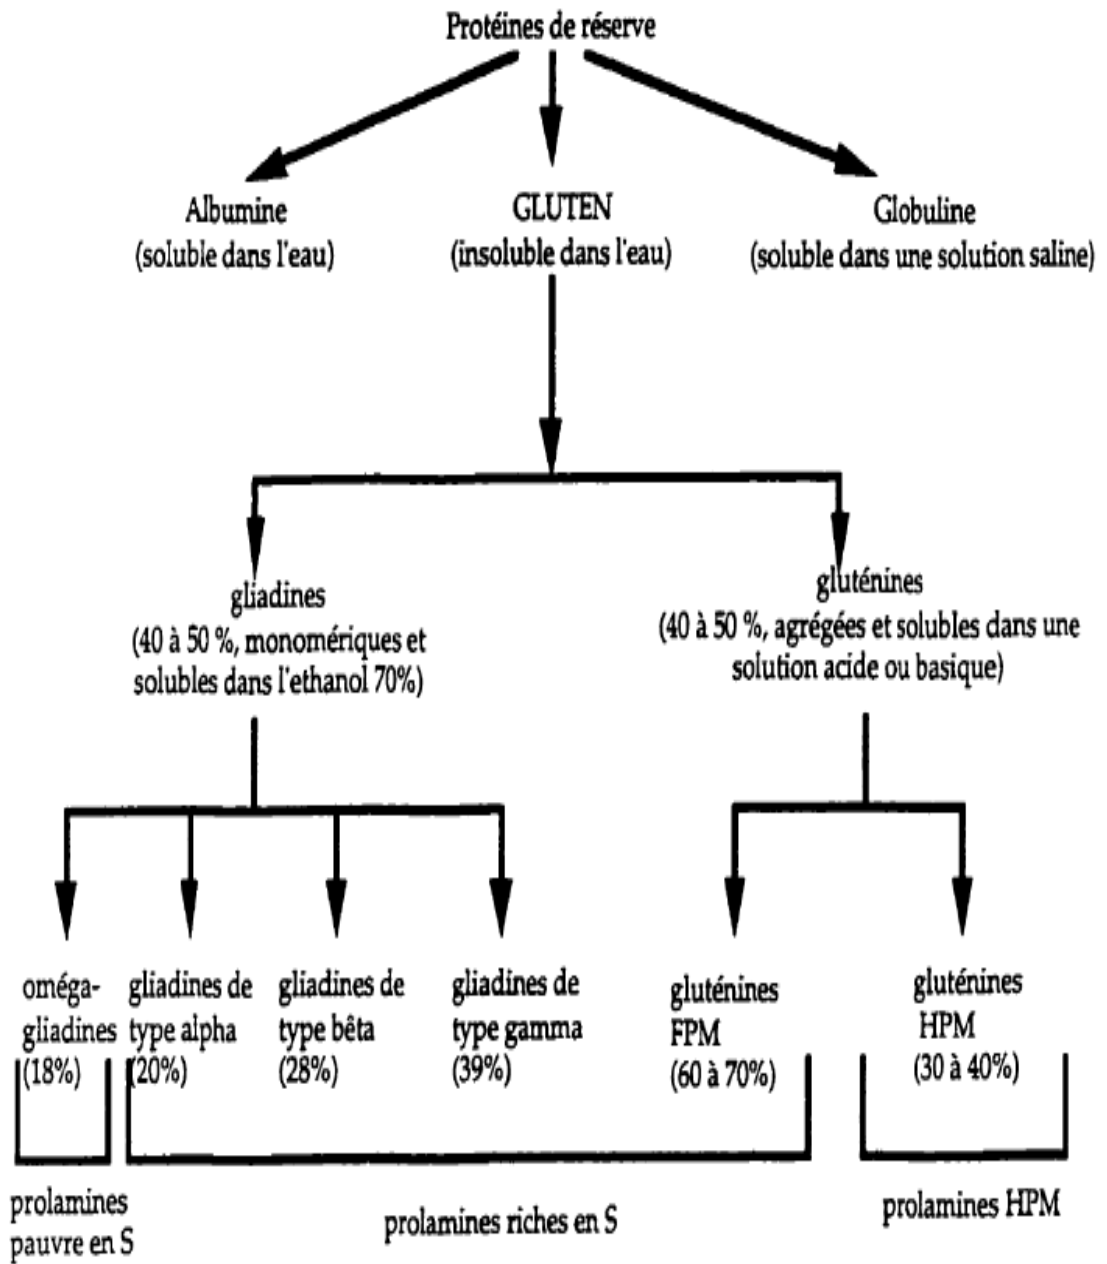 Protéines de réserve
Albumine
(soluble dans l'eau)
GLUTEN
(insoluble dans l'eau)
Globuline
(soluble dans une solution saline)
gliadines
(40 à 50 %, monomériques et
solubles dans l'ethanol 70%)
gluténines
(40 à 50 %, agrégées et solubles dans une
solution acide ou basique)
oméga-
gliadines
(18%)
gliadines de
type alpha
(20%)
gliadines de
type bêta
(28%)
gliadines de
type gamma
(39%)
gluténines
FPM
(60 à 70%)
gluténines
HPM
(30 à 40%)
prolamines
pauvre en S
prolamines riches en S
prolamines HPM